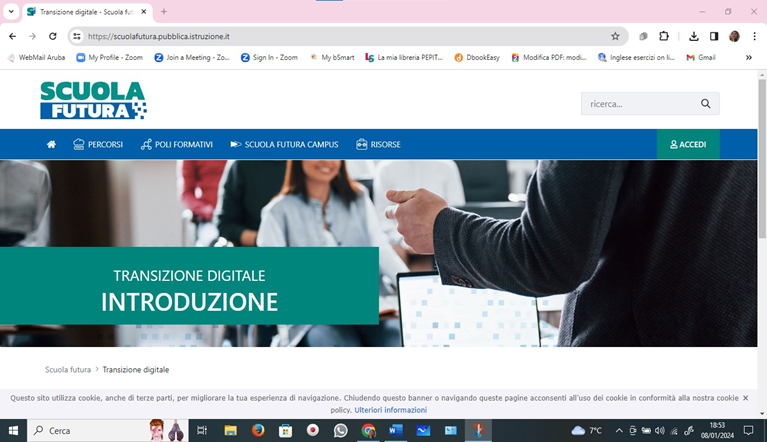 Transizione digitale - Scuola fut
https://scuolafutura.pubblica.istruzione.it
WebMail Aruba
My Profile - Zoom
Join a Meeting - Zo...
Sign In - Zoom
My bSmart
La mia libreria PEPIT...
DbookEasy
Modifica PDF: modi...
Inglese esercizi on li...
Gmail
SCUOLA
FUTURA
ricerca...
PERCORSI POLI FORMATIVI SCUOLA FUTURA CAMPUS RISORSE ACCEDI
TRANSIZIONE DIGITALE
INTRODUZIONE
Scuola futura > Transizione digitale
Questo sito utilizza cookie, anche di terze parti, per migliorare la tua esperienza di navigazione. Chiudendo questo banner o navigando queste pagine acconsenti all'uso dei cookie in conformità alla nostra cookie
policy. Ulteriori informazioni
Cerca
7°C
18:53
08/01/2024